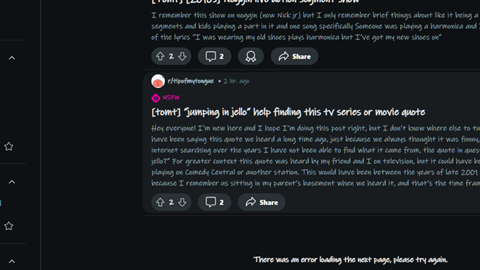 [tomt] [2010s] Noggin live action segment show
I remember this show on noggin (now Nick jr) but I only remember brief things about like it being a
segments and kids playing a part in it and one song specifically Someone was playing a harmonica and
of the lyrics "I was wearing my old shoes plays harmonica but I've got my new shoes on"
2 2 Share
r/tipofmytongue • 2 hr. ago
NSFW
[tomt] "jumping in jello" help finding this tv series or movie quote
Hey everyone! I'm new here and I hope I'm doing this post right, but I don't know where else to
have been saying this quote we heard a long time ago, just because we always thought it was funny,
internet searching over the years I have not been able to find what it came from, the quote in
jello?" For greater context this quote was heard by my friend and I on television, but it could have
playing on Comedy Central or another station. This would have been between the years of late 2001
because I remember us sitting in my parent's basement when we heard it, and that's the time
2 2 Share
There was an error loading the next page, please try again.